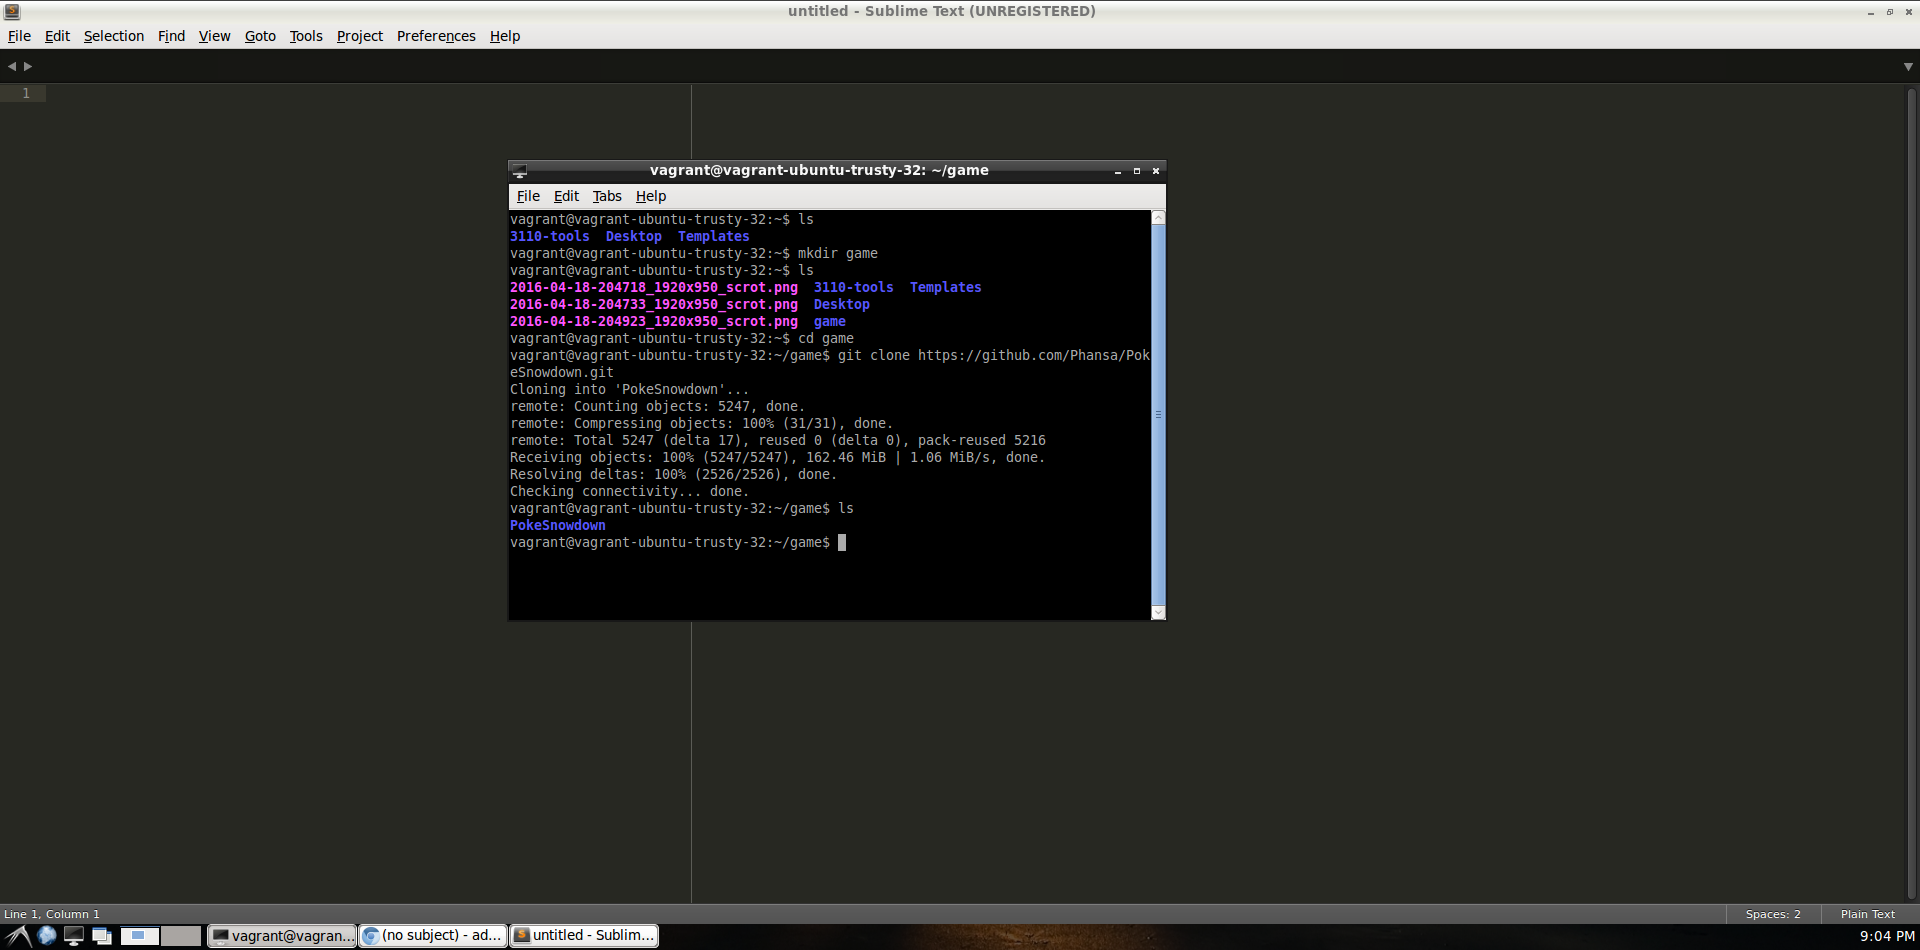 untitled - Sublime Text (UNREGISTERED)
File Edit Selection Find View Goto Tools Project Preferences Help
1
vagrant@vagrant-ubuntu-trusty-32: ~/game
File Edit Tabs Help
vagrant@vagrant-ubuntu-trusty-32:~$ ls
3110-tools Desktop Templates
vagrant@vagrant-ubuntu-trusty-32:~$ mkdir game
vagrant@vagrant-ubuntu-trusty-32:~$ ls
2016-04-18-204718_1920x950_scrot.png 3110-tools Templates
2016-04-18-204733_1920x950_scrot.png Desktop
2016-04-18-204923_1920x950_scrot.png game
vagrant@vagrant-ubuntu-trusty-32:~$ cd game
vagrant@vagrant-ubuntu-trusty-32:~/game$ git clone https://github.com/Phansa/Pok
eSnowdown.git
Cloning into 'PokeSnowdown'...
remote: Counting objects: 5247, done.
remote: Compressing objects: 100% (31/31), done.
remote: Total 5247 (delta 17), reused 0 (delta 0), pack-reused 5216
Receiving objects: 100% (5247/5247), 162.46 MiB | 1.06 MiB/s, done.
Resolving deltas: 100% (2526/2526), done.
Checking connectivity... done.
vagrant@vagrant-ubuntu-trusty-32:~/game$ ls
PokeSnowdown
vagrant@vagrant-ubuntu-trusty-32:~/game$
Line 1, Column 1 Spaces: 2 Plain Text
vagrant@vagran... (no subject) - ad... untitled - Sublim... 9:04 PM